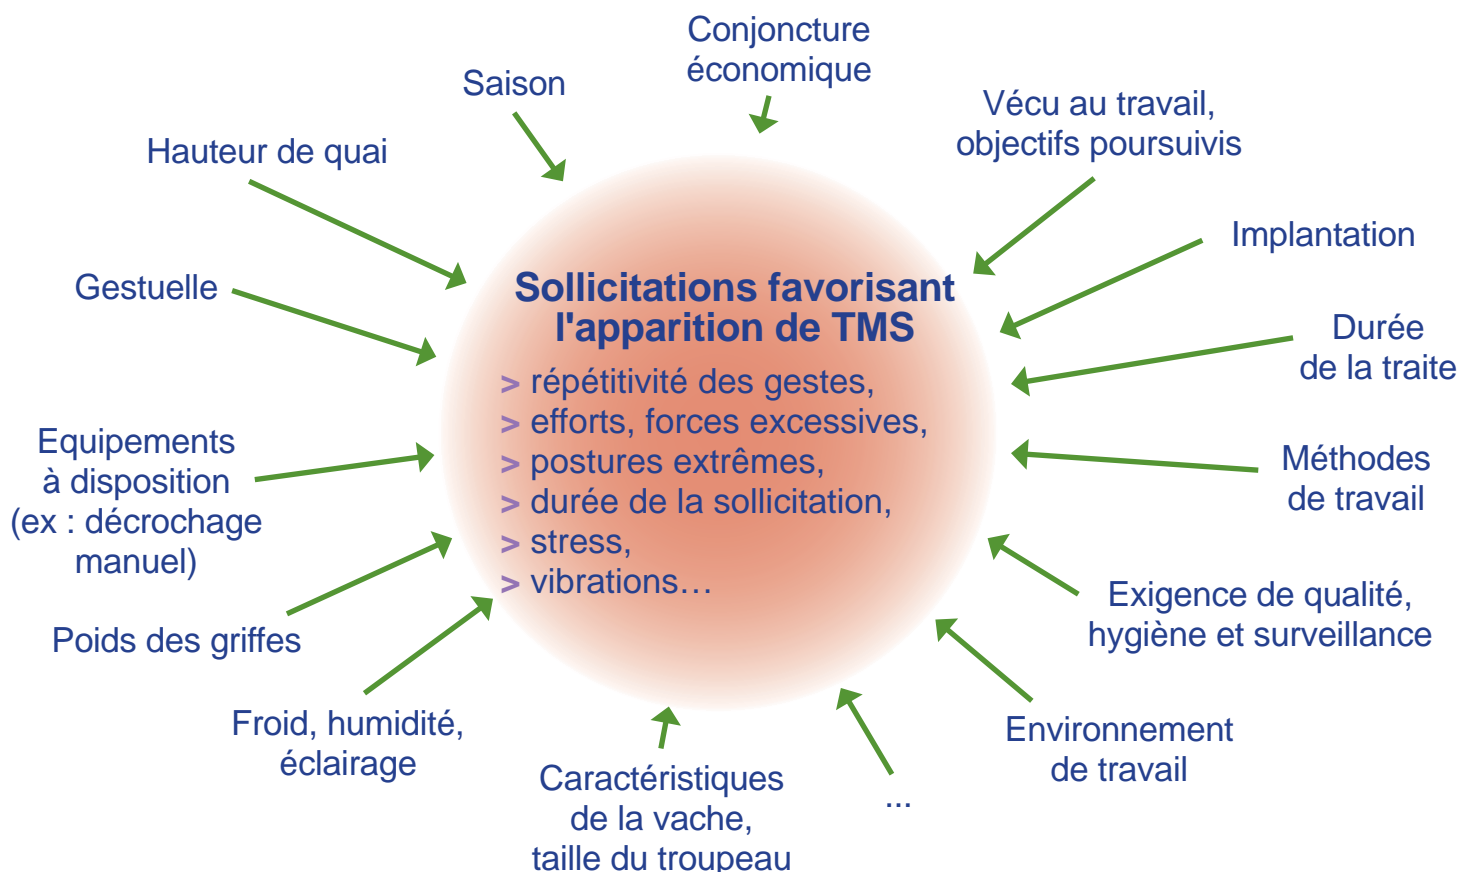 Conjoncture
économique
Saison
Vécu au travail,
objectifs poursuivis
Hauteur de quai
Implantation
Gestuelle
Sollicitations favorisant
l'apparition de TMS
> répétitivité des gestes,
> efforts, forces excessives,
> postures extrêmes,
> durée de la sollicitation,
> stress,
> vibrations…
Durée
de la traite
Equipements
à disposition
(ex : décrochage
manuel)
Méthodes
de travail
Poids des griffes
Exigence de qualité,
hygiène et surveillance
Froid, humidité,
éclairage
Environnement
de travail
Caractéristiques
de la vache,
taille du troupeau
...